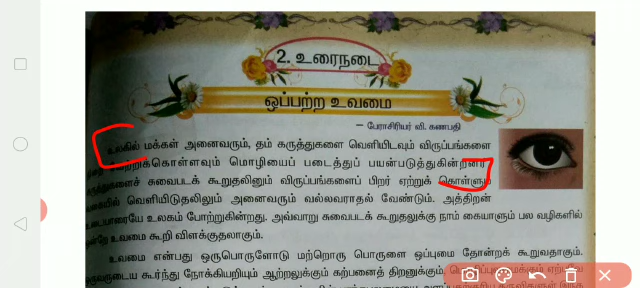 2. உரைநடை
ஒப்பற்ற உவமை
– பேராசிரியர் வி. கணபதி
உலகில் மக்கள் அனைவரும், தம் கருத்துகளை வெளியிடவும் விருப்பங்களை
மொழியைப் படைத்துப் பயன்படுத்துகின்றனர்.
சுவைபடக் கூறுதலினும் விருப்பங்களைப் பிறர் ஏற்றுக் கொள்ளும்
வெளியிடுதலிலும் அனைவரும் வல்லவராதல் வேண்டும். அத்திறன்
உலகம் போற்றுகின்றது. அவ்வாறு சுவைபடக் கூறுதலுக்கு நாம் கையாளும் பல வழிகளில்
உவமை கூறி விளக்குதலாகும்.
உவமை என்பது ஒருபொருளோடு மற்றொரு பொருளை ஒப்புமை தோன்றக் கூறுவதாகும்.
கூர்ந்து நோக்கியறியும் ஆற்றலுக்கும் கற்பனைத் திறனுக்கும்,